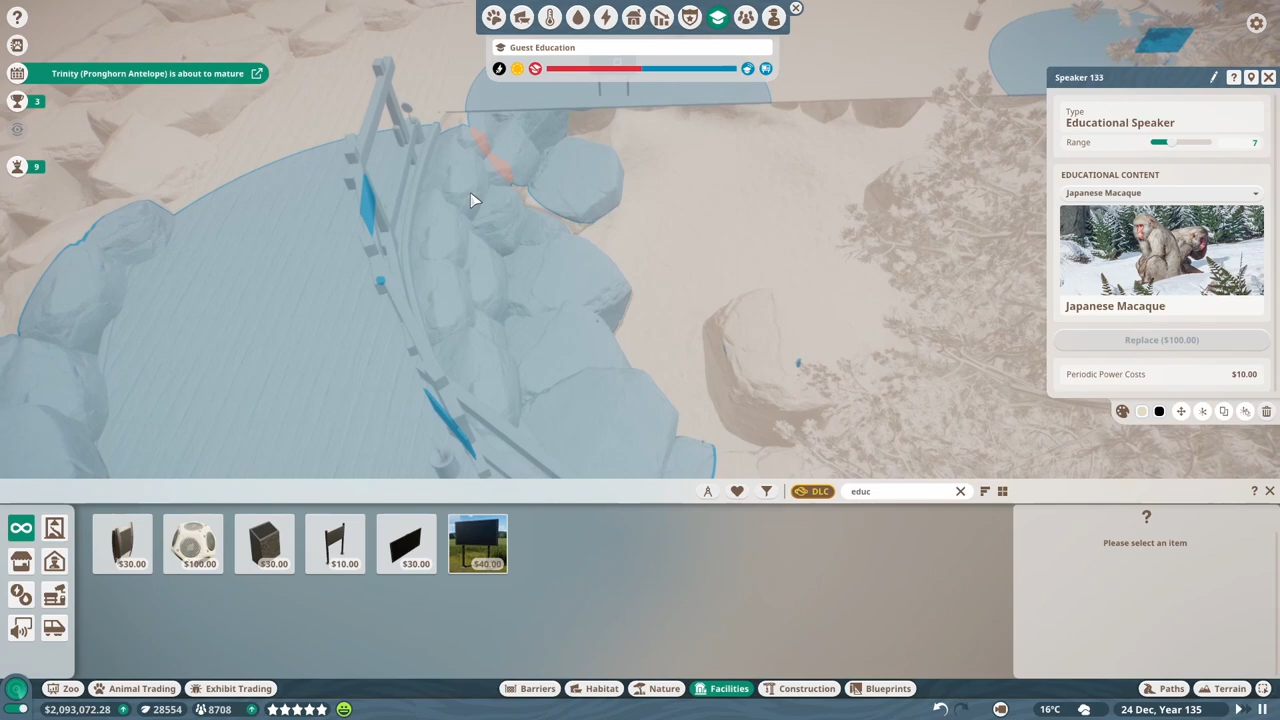 Guest Education
Trinity (Pronghorn Antelope) is about to mature
3
9
Speaker 133
?
Type
Educational Speaker
Range
7
EDUCATIONAL CONTENT
Japanese Macaque
Japanese Macaque
Replace ($100.00)
Periodic Power Costs
$10.00
DLC
educ
?
$30.00
$100.00
$30.00
$10.00
$30.00
$40.00
?
Please select an item
Zoo
Animal Trading
Exhibit Trading
Barriers
Habitat
Nature
Facilities
Construction
Blueprints
Paths
Terrain
$2,093,072.28
28554
8708
16°C
24 Dec, Year 135